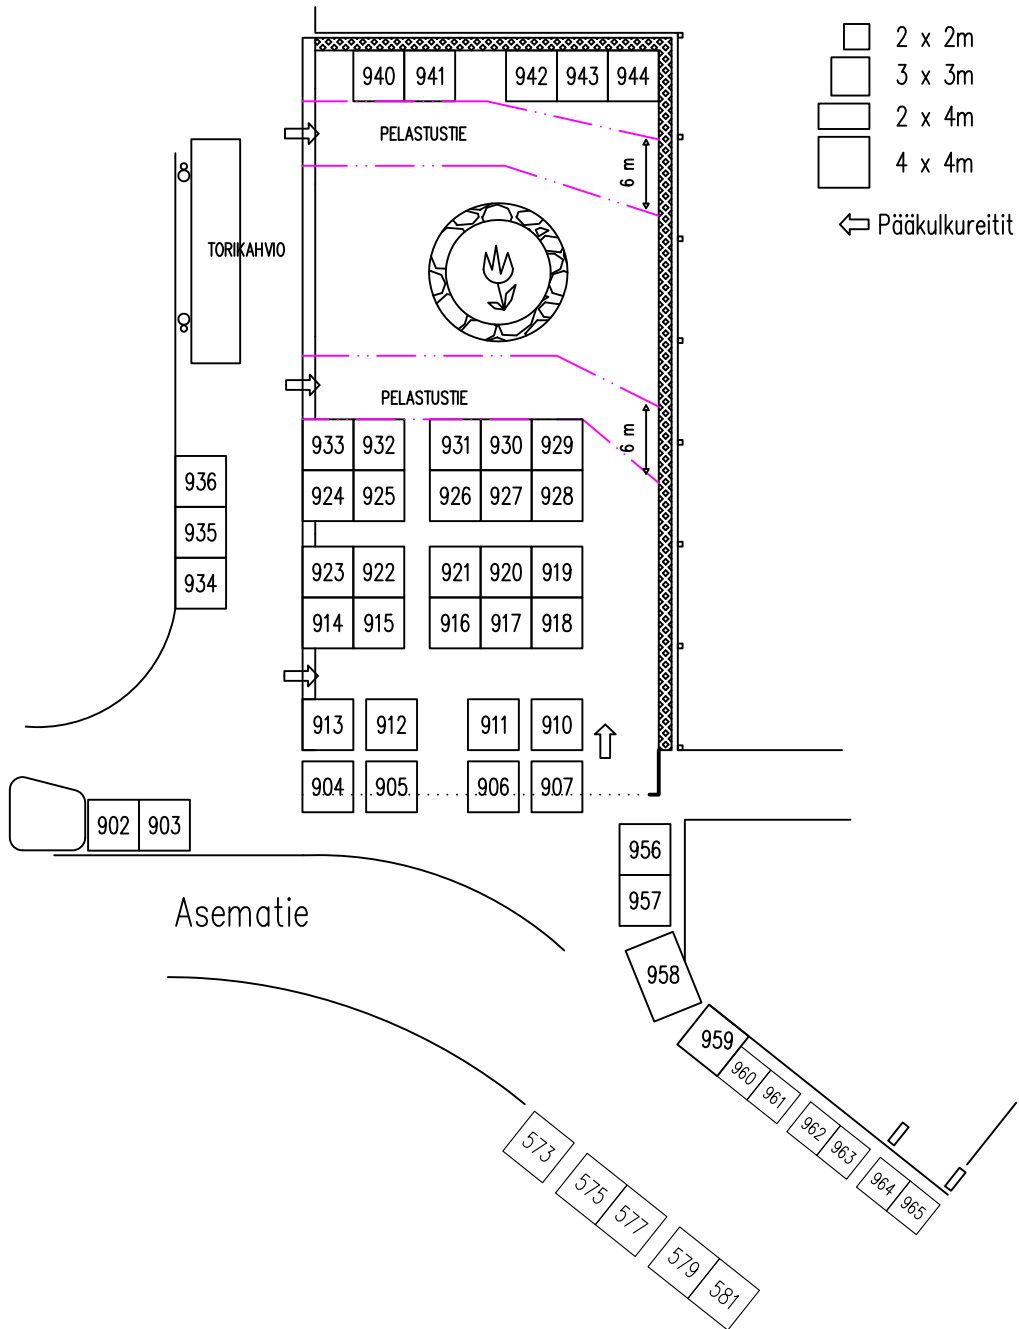 940 941 942 943 944
2 x 2m
3 x 3m
2 x 4m
4 x 4m
Pääkulkureitit
PELASTUSTIE
6 m
TORIKAHVIO
PELASTUSTIE
6 m
933 932 931 930 929
924 925 926 927 928
936
935
934
923 922 921 920 919
914 915 916 917 918
913 912 911 910
904 905 906 907
902 903
Asematie
956
957
958
959
960
961
962
963
964
965
573
575
577
579
581